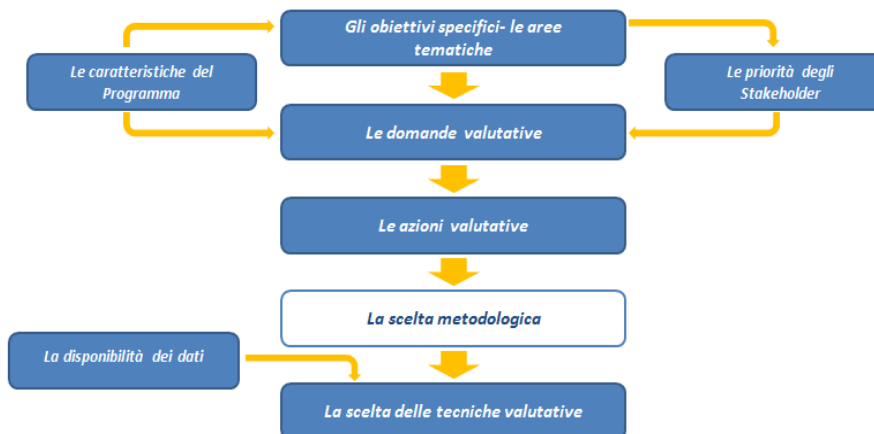 Gli obiettivi specifici- le aree
tematiche
Le caratteristiche del
Programma
Le priorità degli
Stakeholder
Le domande valutative
Le azioni valutative
La scelta metodologica
La disponibilità dei dati
La scelta delle tecniche valutative